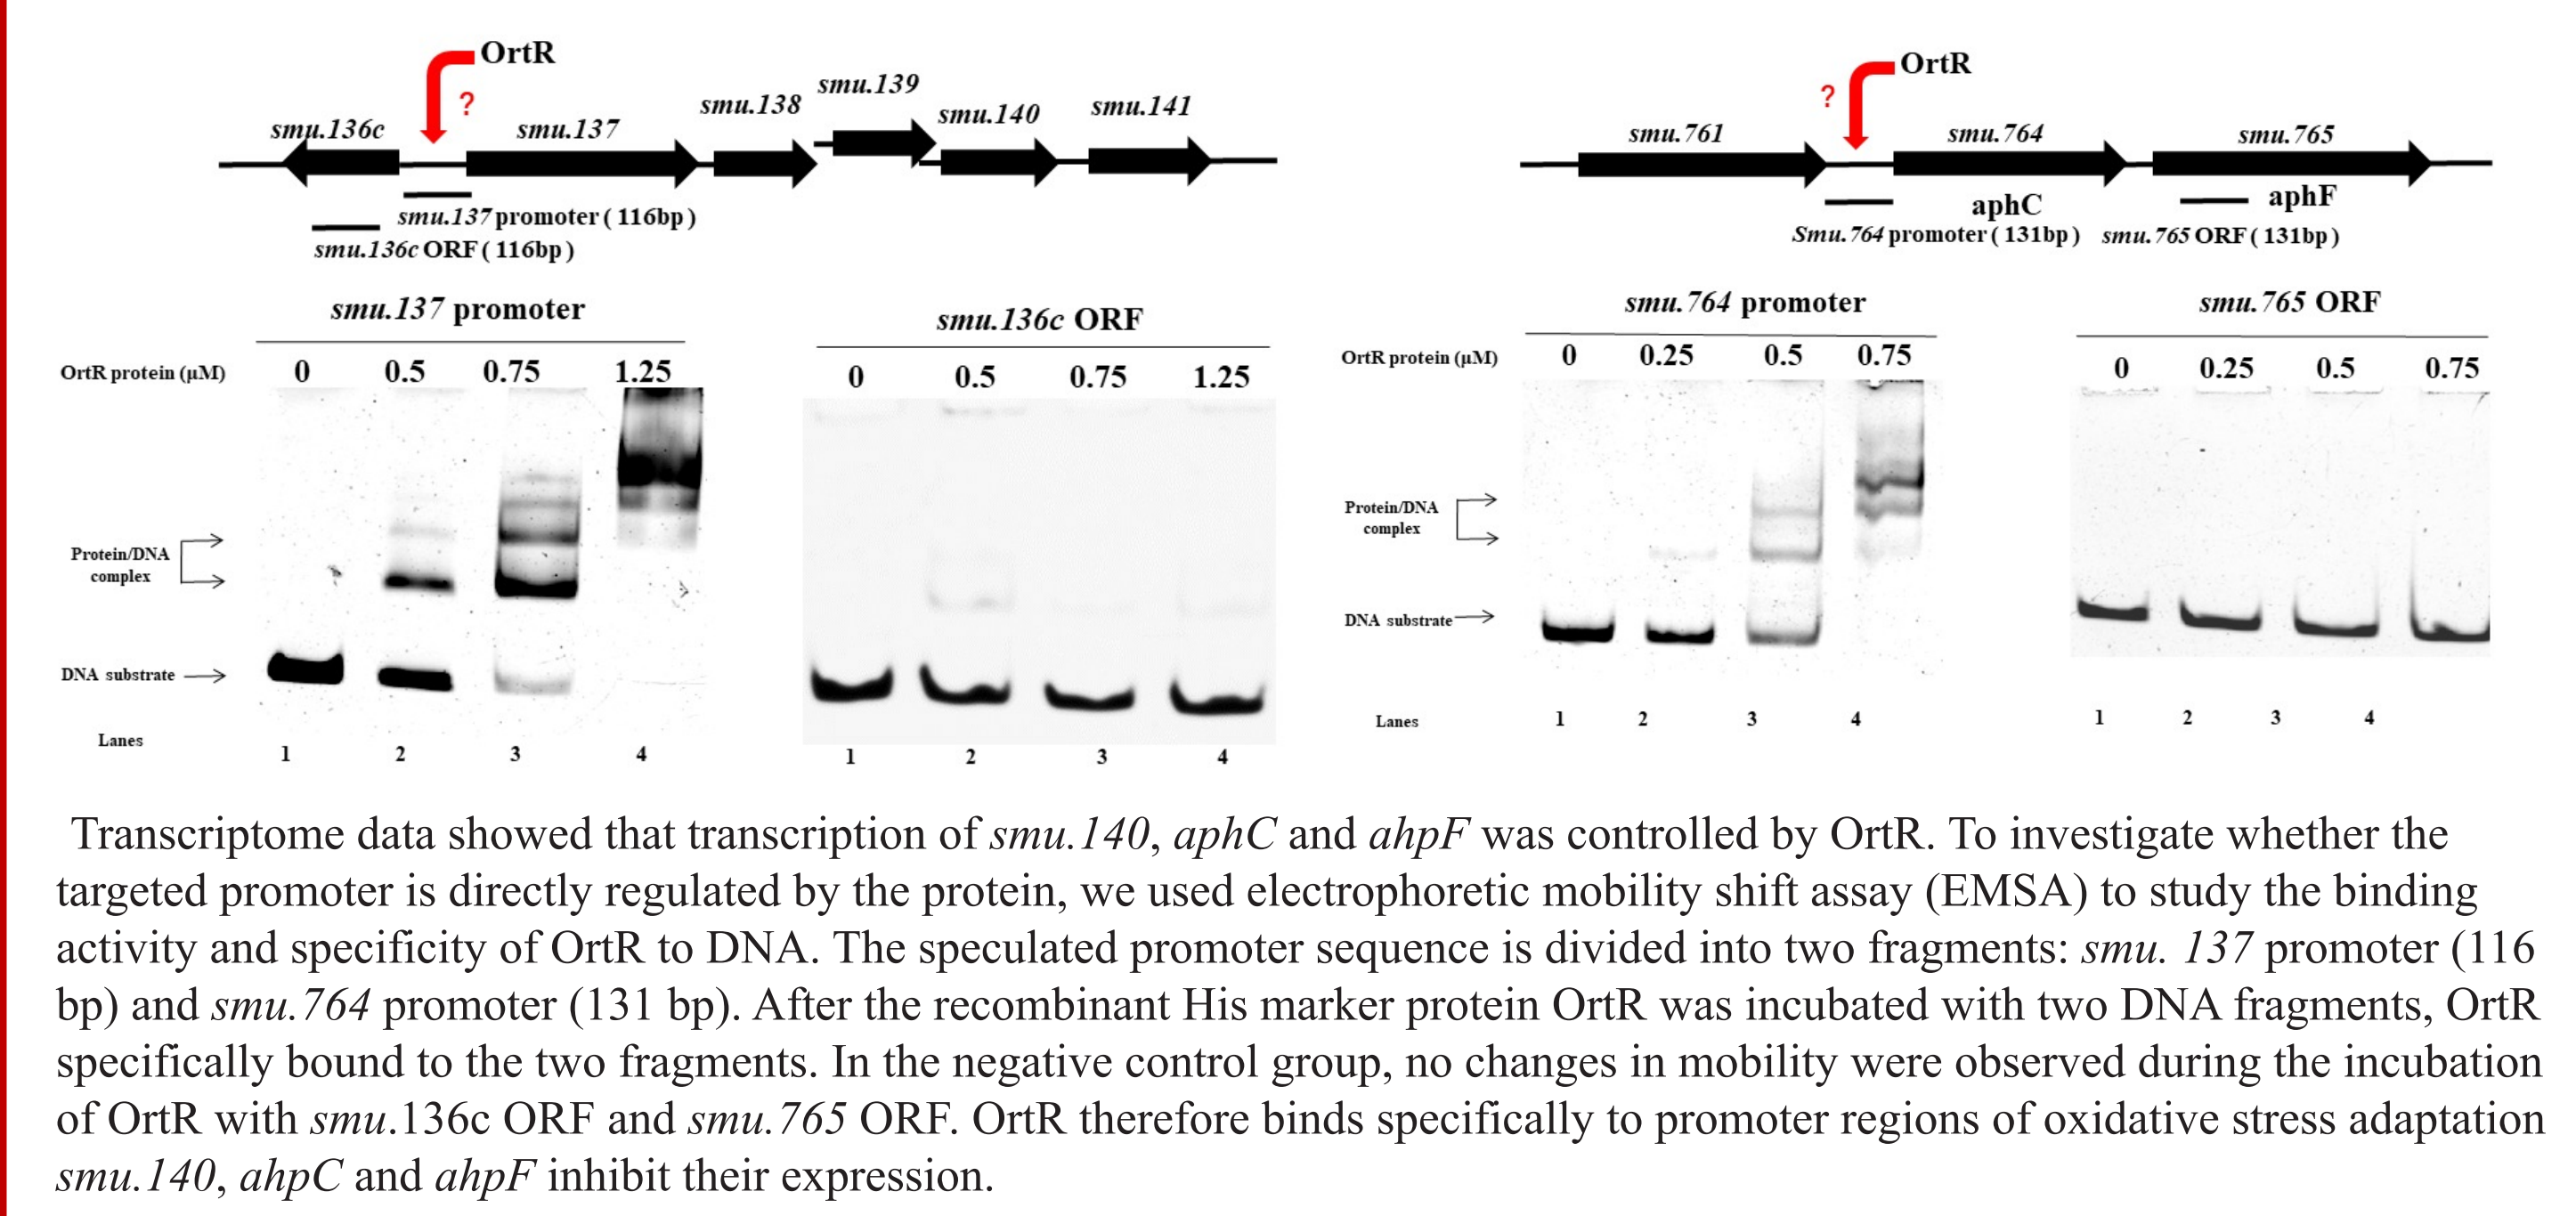 OrtR
?
smu.136c
smu.137
smu.138
smu.139
smu.140
smu.141
smu.137 promoter ( 116bp )
smu.136c ORF ( 116bp )
OrtR
?
smu.761
smu.764
smu.765
aphC
aphF
Smu.764 promoter ( 131bp )
smu.765 ORF ( 131bp )
smu.137 promoter
OrtR protein (μM) 0 0.5 0.75 1.25
Protein/DNA
complex
DNA substrate
Lanes
1 2 3 4
smu.136c ORF
0 0.5 0.75 1.25
1 2 3 4
smu.764 promoter
OrtR protein (μM) 0 0.25 0.5 0.75
Protein/DNA
complex
DNA substrate
Lanes 1 2 3 4
smu.765 ORF
0 0.25 0.5 0.75
1 2 3 4
Transcriptome data showed that transcription of smu.140, aphC and ahpF was controlled by OrtR. To investigate whether the
targeted promoter is directly regulated by the protein, we used electrophoretic mobility shift assay (EMSA) to study the binding
activity and specificity of OrtR to DNA. The speculated promoter sequence is divided into two fragments: smu. 137 promoter (116
bp) and smu.764 promoter (131 bp). After the recombinant His marker protein OrtR was incubated with two DNA fragments, OrtR
specifically bound to the two fragments. In the negative control group, no changes in mobility were observed during the incubation
of OrtR with smu.136c ORF and smu.765 ORF. OrtR therefore binds specifically to promoter regions of oxidative stress adaptation
smu.140, ahpC and ahpF inhibit their expression.